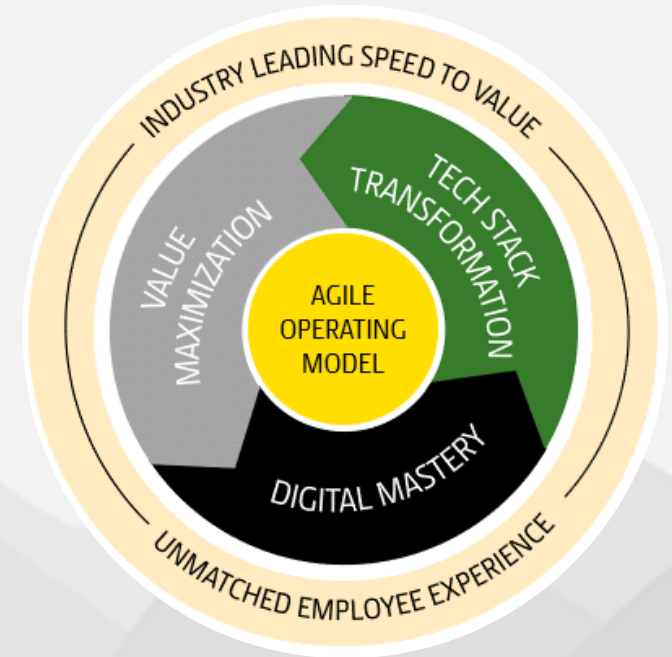 INDUSTRY LEADING SPEED TO VALUE
TECH STACK
TRANSFORMATION
VALUE
MAXIMIZATION
AGILE
OPERATING
MODEL
DIGITAL MASTERY
UNMATCHED EMPLOYEE EXPERIENCE